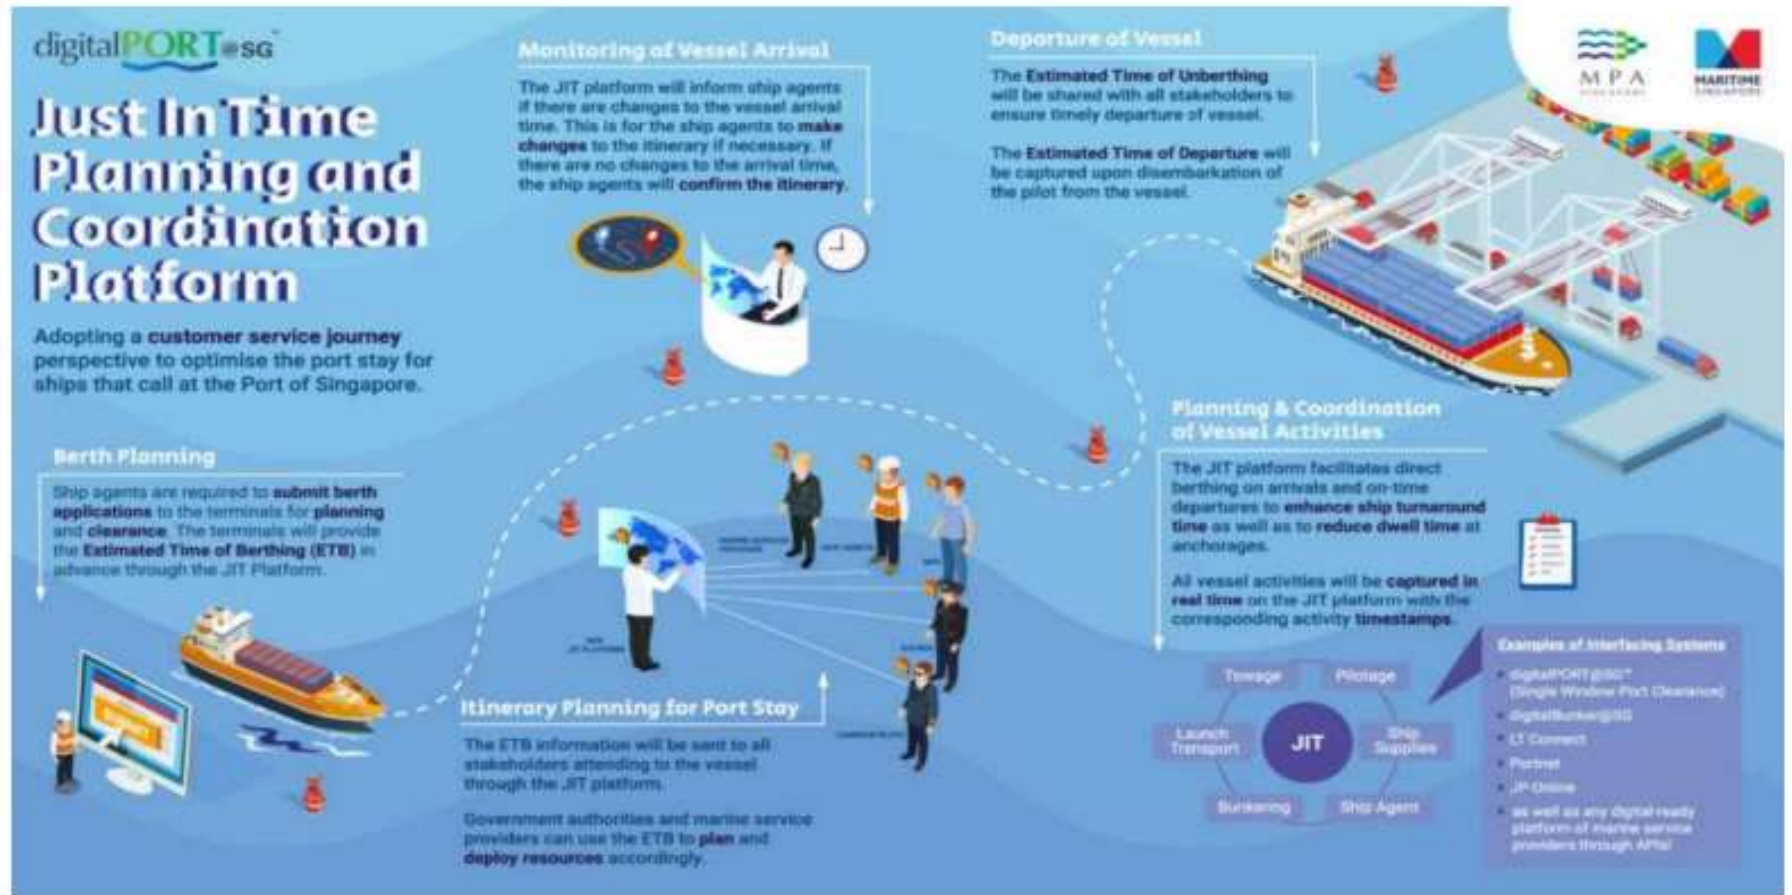 digitalPORT@SG™
Just In Time
Planning and
Coordination
Platform
Adopting a customer service journey
perspective to optimise the port stay for
ships that call at the Port of Singapore.
Berth Planning
Ship agents are required to submit berth
applications to the terminals for planning
and clearance. The terminals will provide
the Estimated Time of Berthing (ETB) in
advance through the JIT Platform.
Monitoring of Vessel Arrival
The JIT platform will inform ship agents
if there are changes to the vessel arrival
time. This is for the ship agents to make
changes to the itinerary if necessary. If
there are no changes to the arrival time,
the ship agents will confirm the itinerary.
Itinerary Planning for Port Stay
The ETB information will be sent to all
stakeholders attending to the vessel
through the JIT platform.
Government authorities and marine service
providers can use the ETB to plan and
deploy resources accordingly.
JIT PLATFORM
Departure of Vessel
The Estimated Time of Unberthing
will be shared with all stakeholders to
ensure timely departure of vessel.
The Estimated Time of Departure will
be captured upon disembarkation of
the pilot from the vessel.
MPA
SINGAPORE
MARITIME
SINGAPORE
Planning & Coordination
of Vessel Activities
The JIT platform facilitates direct
berthing on arrivals and on-time
departures to enhance ship turnaround
time as well as to reduce dwell time at
anchorages.
All vessel activities will be captured in
real time on the JIT platform with the
corresponding activity timestamps.
Towage
Pilotage
Launch
Transport
JIT
Ship
Supplies
Bunkering
Ship Agent
Examples of Interfacing Systems
• digitalPORT@SG™
(Single Window Port Clearance)
• digitalBunker@SG
• LT Connect
• Portnet
• JP-Online
• as well as any digital-ready
platform of marine service
providers through APIs!